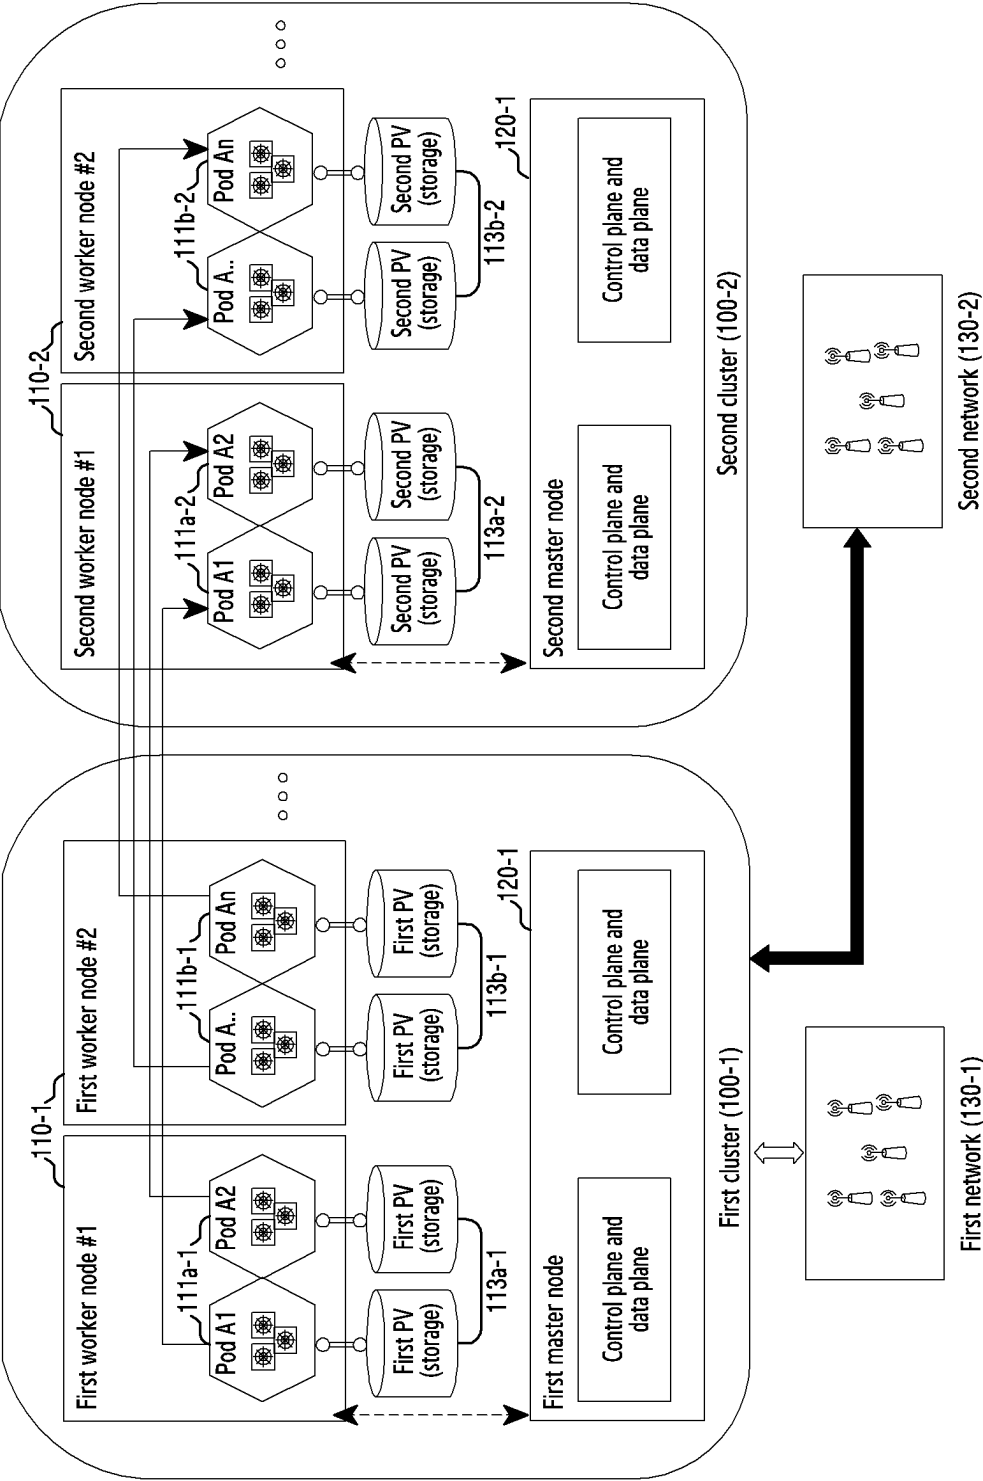 110-1
First worker node #1
First worker node #2
111a-1
111b-1
Pod A1
Pod A2
Pod A..
Pod An
First PV
(storage)
First PV
(storage)
First PV
(storage)
First PV
(storage)
113a-1
113b-1
120-1
First master node
Control plane and
data plane
Control plane and
data plane
First cluster (100-1)
First network (130-1)
110-2
Second worker node #1
Second worker node #2
111a-2
111b-2
Pod A1
Pod A2
Pod A..
Pod An
Second PV
(storage)
Second PV
(storage)
Second PV
(storage)
Second PV
(storage)
113a-2
113b-2
120-1
Second master node
Control plane and
data plane
Control plane and
data plane
Second cluster (100-2)
Second network (130-2)